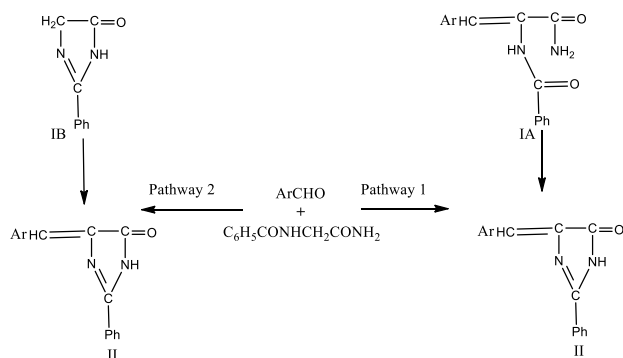 H2C C O
N NH
C
Ph
IB
ArHC C C O
HN NH2
C O
Ph
IA
Pathway 2 ArCHO Pathway 1
+
C6H5CONHCH2CONH2
ArHC C C O
N NH
C
Ph
II
ArHC C C O
N NH
C
Ph
II